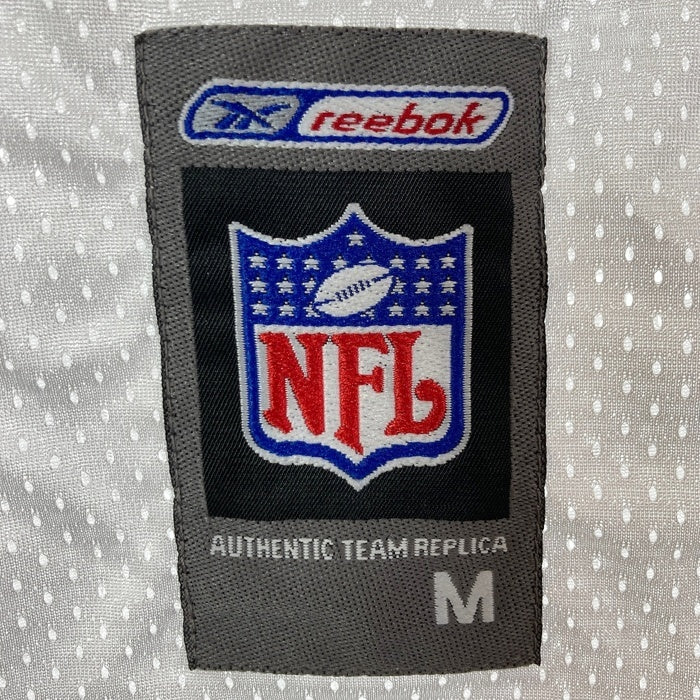 reebok
NFL
AUTHENTIC TEAM REPLICA
M